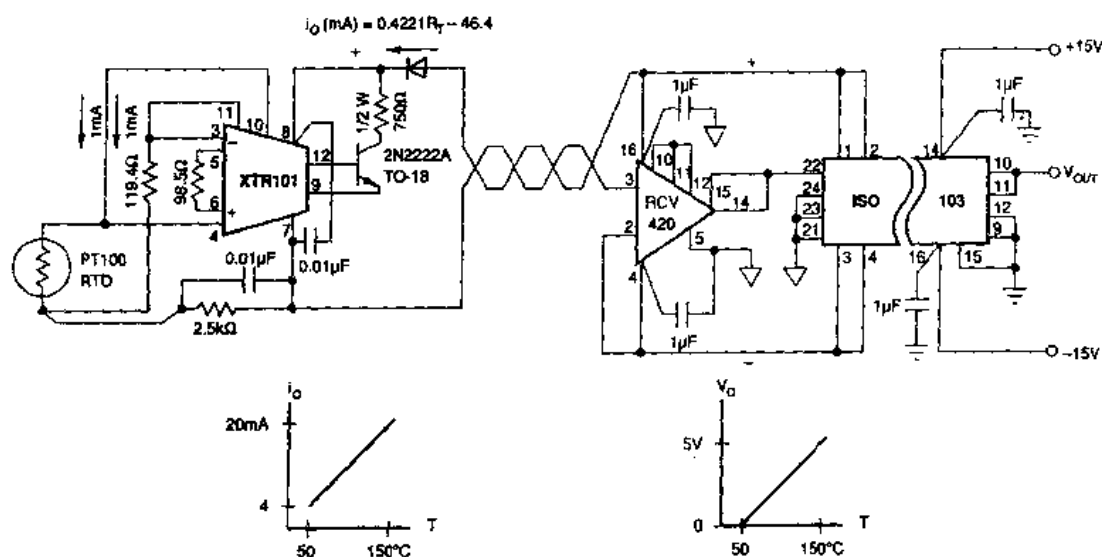 i_O (mA) = 0.4221R_T – 46.4
+
1mA
1mA
11
10
8
3
5
6
4
–
+
XTR101
12
9
7
119.4Ω
98.5Ω
1/2 W
750Ω
2N2222A
TO-18
PT100
RTD
0.01µF
0.01µF
2.5kΩ
+
1µF
16
10
11
12
3
15
14
RCV
420
2
5
4
1µF
+15V
1µF
1
2
14
22
24
23
21
ISO
103
10
11
12
9
V_OUT
3
4
16
15
1µF
–
–15V
i_O
20mA
4
50
150°C
T
V_O
5V
0
50
150°C
T